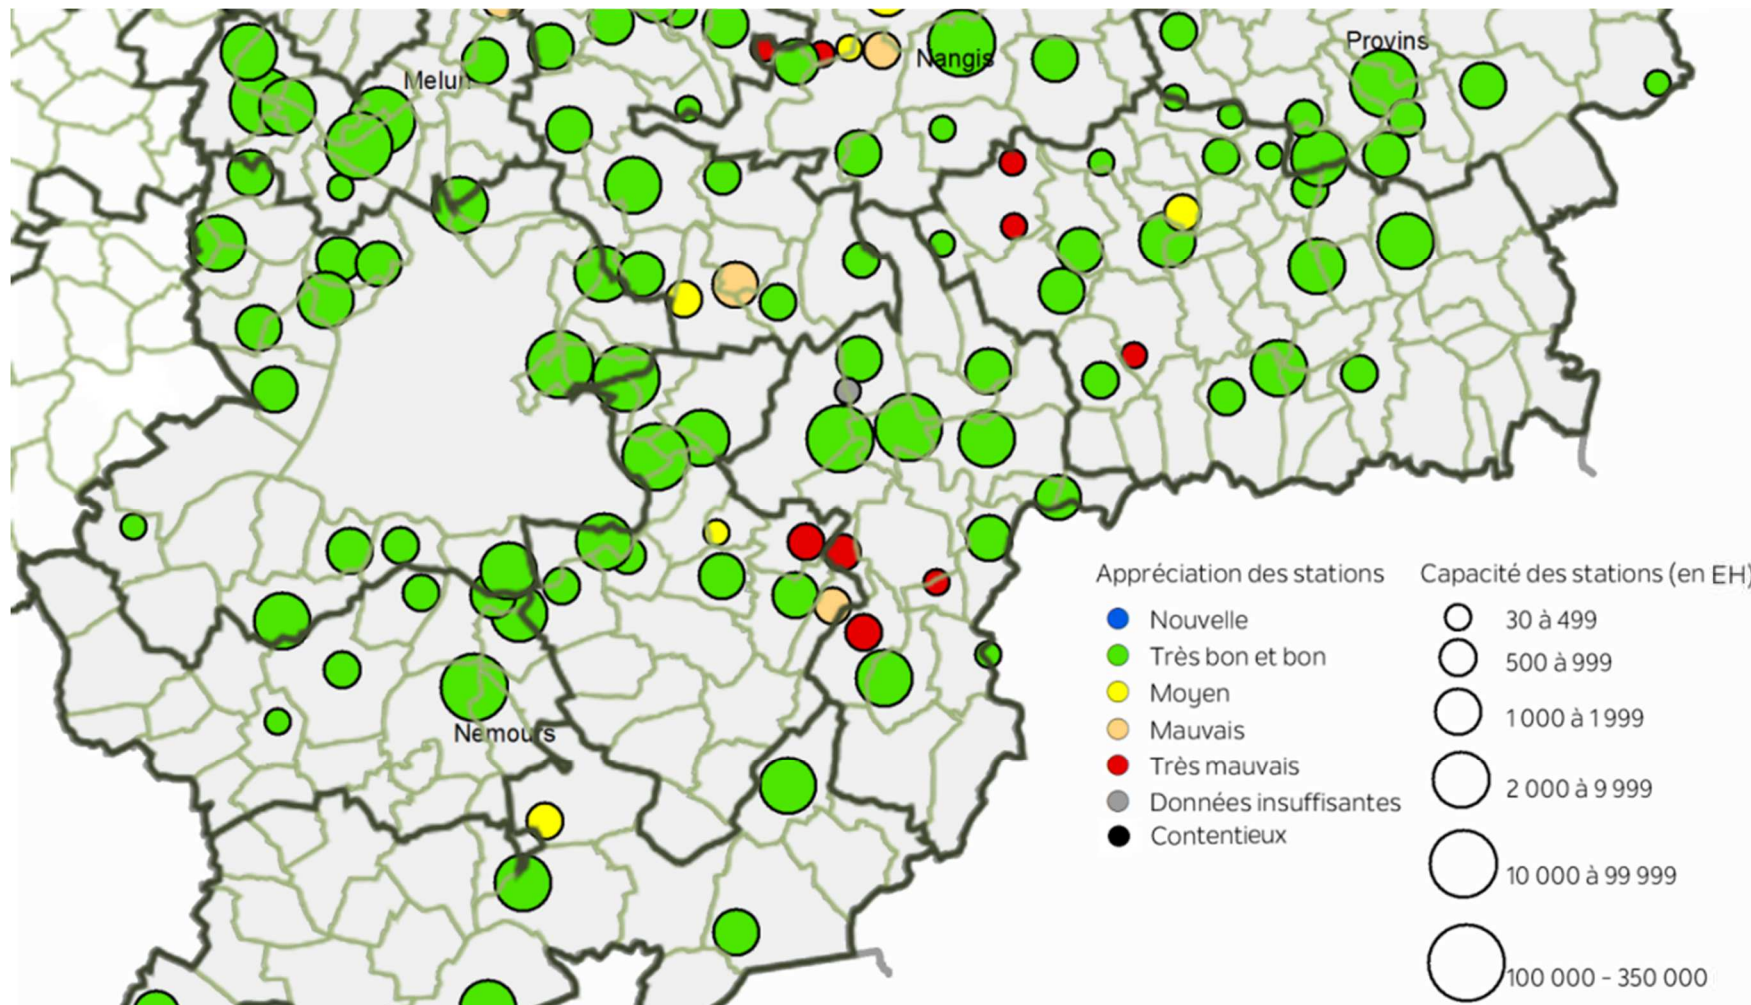 Provins
Nangis
Melun
Nemours
Appréciation des stations
Nouvelle
Très bon et bon
Moyen
Mauvais
Très mauvais
Données insuffisantes
Contentieux
Capacité des stations (en EH)
30 à 499
500 à 999
1 000 à 1 999
2 000 à 9 999
10 000 à 99 999
100 000 - 350 000